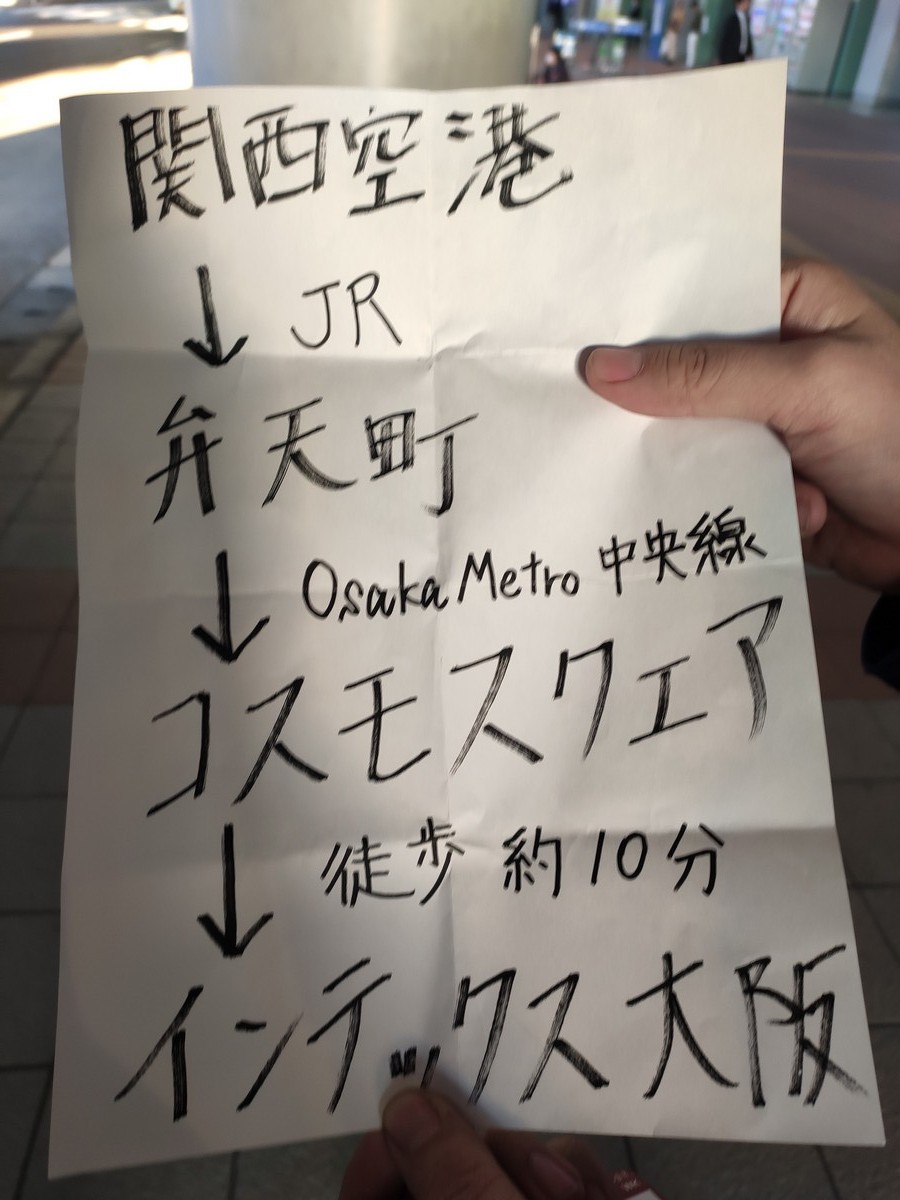 関西空港
↓ JR
弁天町
↓ Osaka Metro 中央線
コスモスクェア
↓ 徒歩 約10分
インテックス大阪